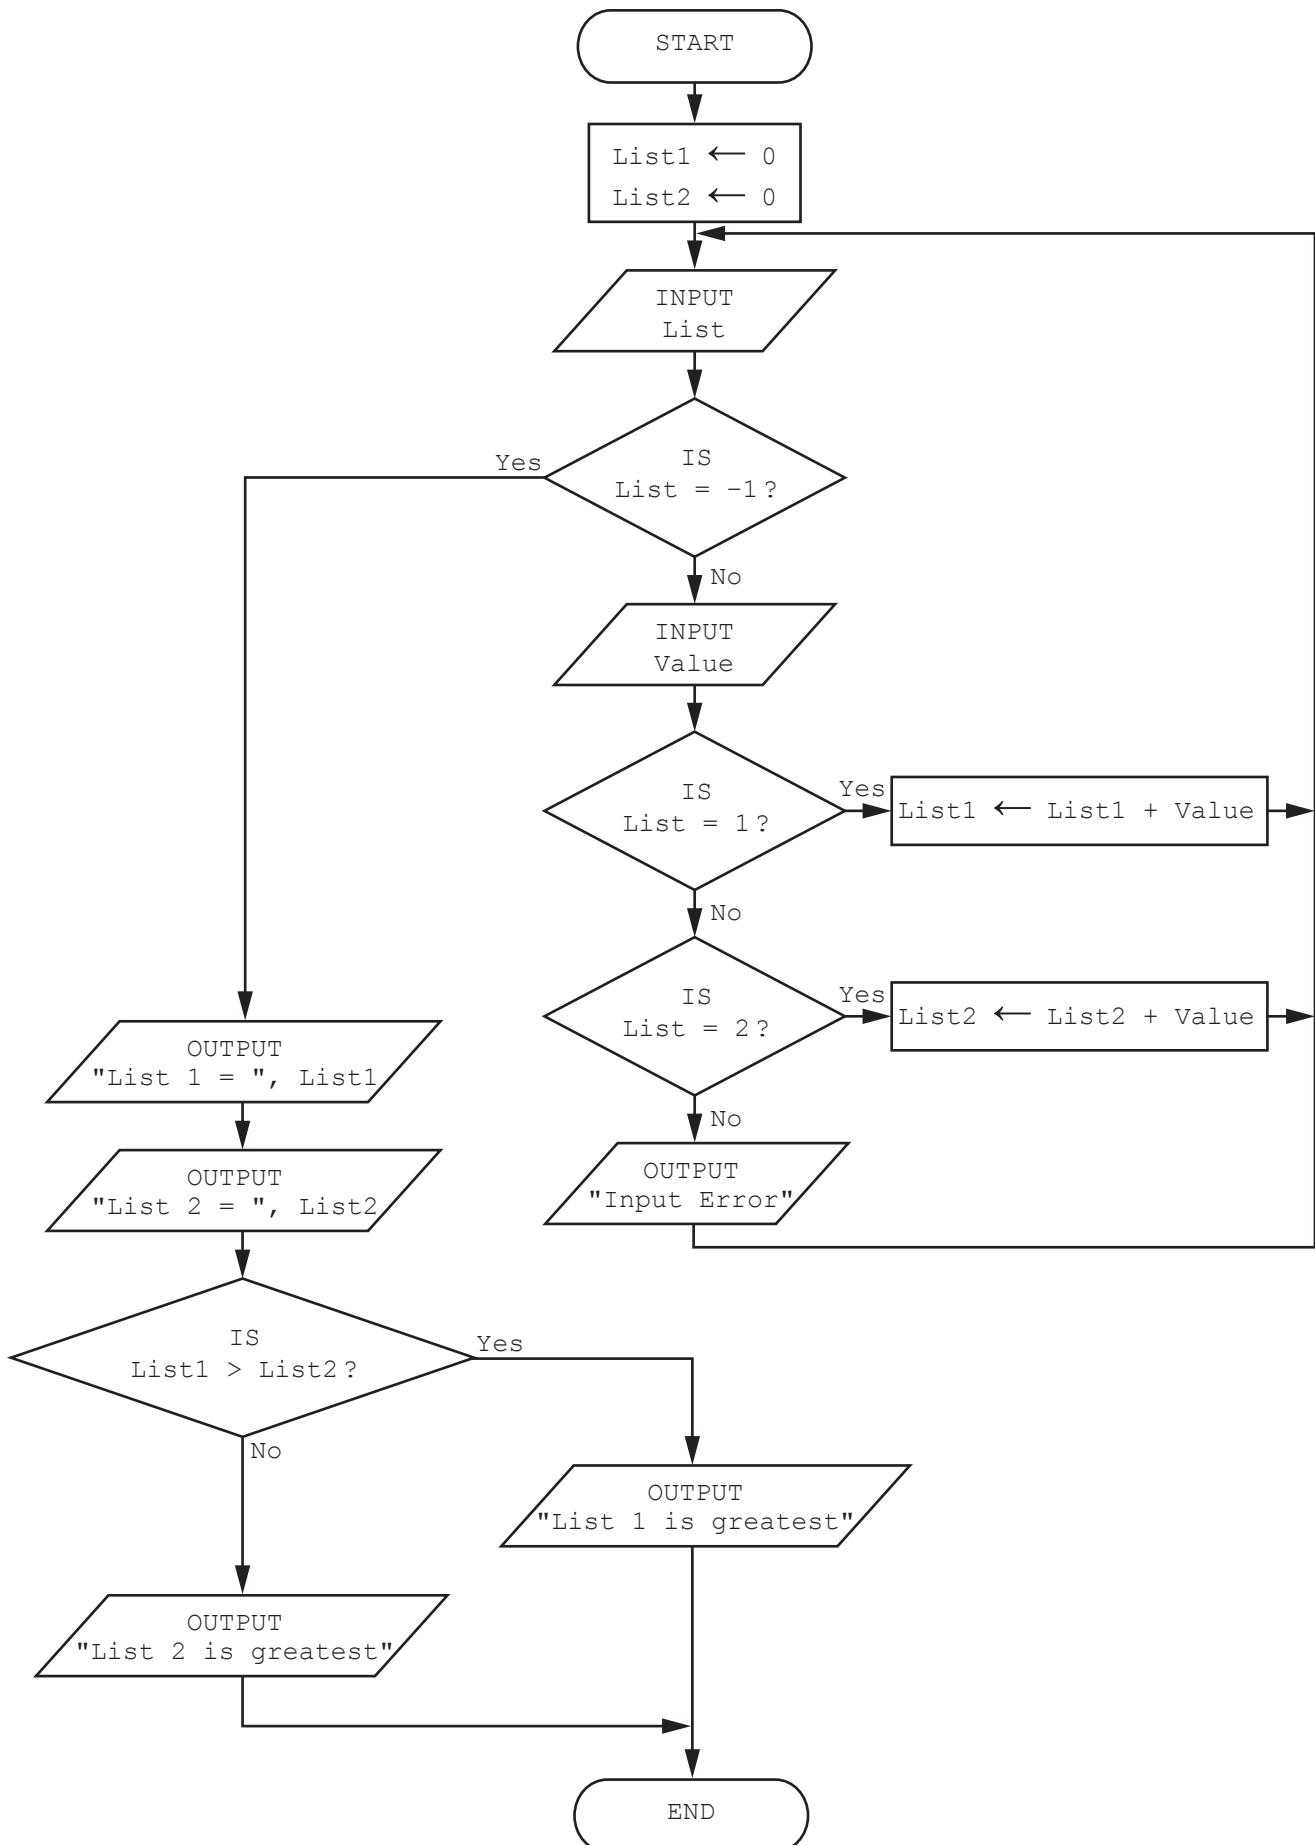 START
List1 ← 0
List2 ← 0
INPUT
List
IS
List = –1?
Yes
No
INPUT
Value
IS
List = 1?
Yes
List1 ← List1 + Value
No
IS
List = 2?
Yes
List2 ← List2 + Value
No
OUTPUT
"Input Error"
OUTPUT
"List 1 = ", List1
OUTPUT
"List 2 = ", List2
IS
List1 > List2?
Yes
No
OUTPUT
"List 1 is greatest"
OUTPUT
"List 2 is greatest"
END